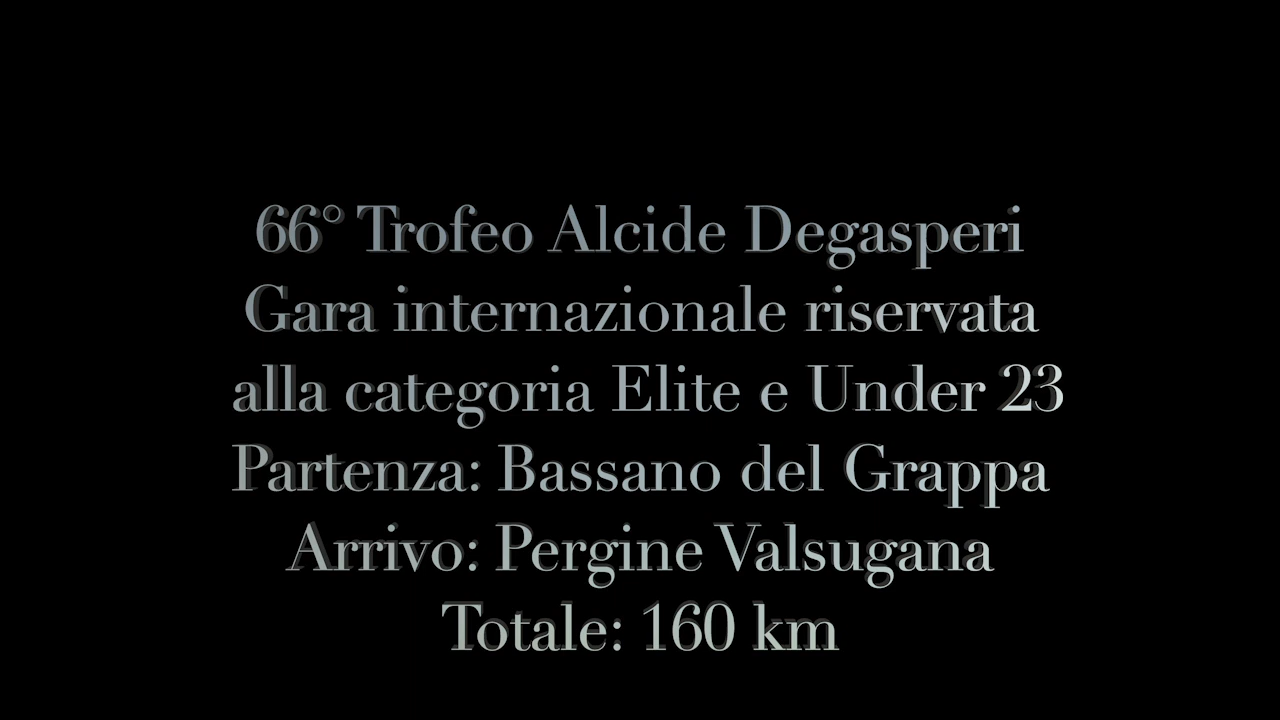 66° Trofeo Alcide Degasperi
Gara internazionale riservata
alla categoria Elite e Under 23
Partenza: Bassano del Grappa
Arrivo: Pergine Valsugana
Totale: 160 km